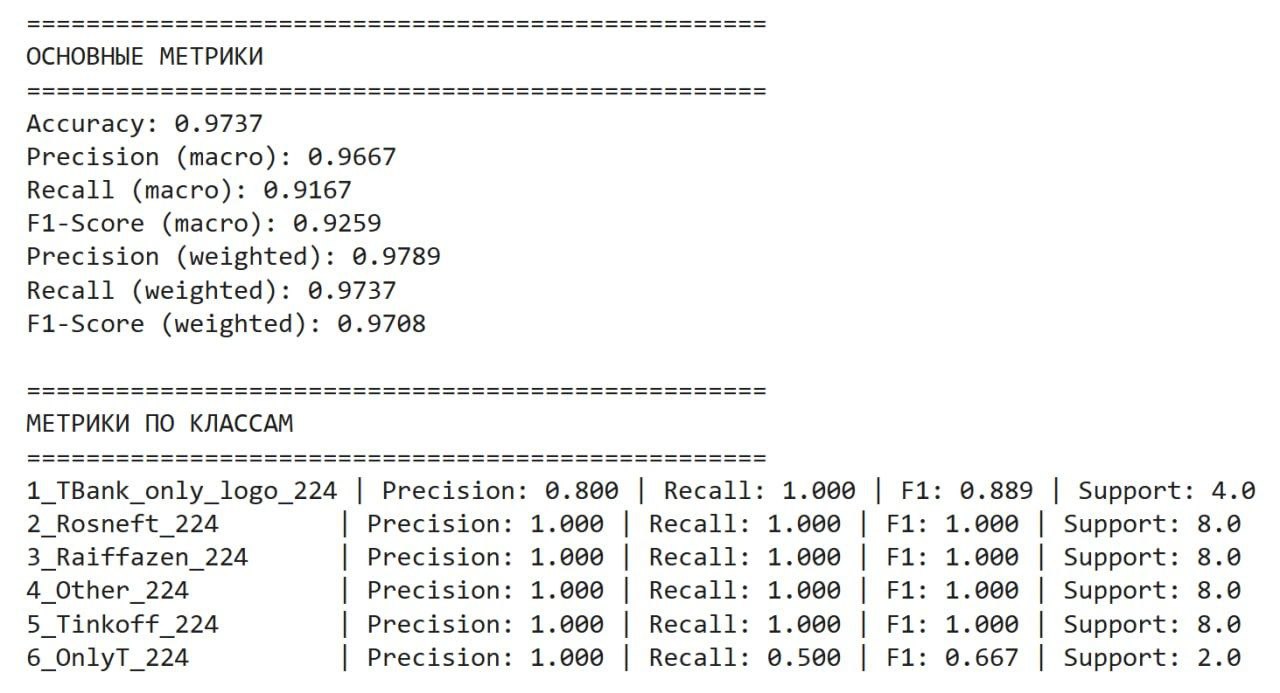 ==================================================
ОСНОВНЫЕ МЕТРИКИ
==================================================
Accuracy: 0.9737
Precision (macro): 0.9667
Recall (macro): 0.9167
F1-Score (macro): 0.9259
Precision (weighted): 0.9789
Recall (weighted): 0.9737
F1-Score (weighted): 0.9708
==================================================
МЕТРИКИ ПО КЛАССАМ
==================================================
1_TBank_only_logo_224 | Precision: 0.800 | Recall: 1.000 | F1: 0.889 | Support: 4.0
2_Rosneft_224        | Precision: 1.000 | Recall: 1.000 | F1: 1.000 | Support: 8.0
3_Raiffazen_224      | Precision: 1.000 | Recall: 1.000 | F1: 1.000 | Support: 8.0
4_Other_224          | Precision: 1.000 | Recall: 1.000 | F1: 1.000 | Support: 8.0
5_Tinkoff_224        | Precision: 1.000 | Recall: 1.000 | F1: 1.000 | Support: 8.0
6_OnlyT_224          | Precision: 1.000 | Recall: 0.500 | F1: 0.667 | Support: 2.0